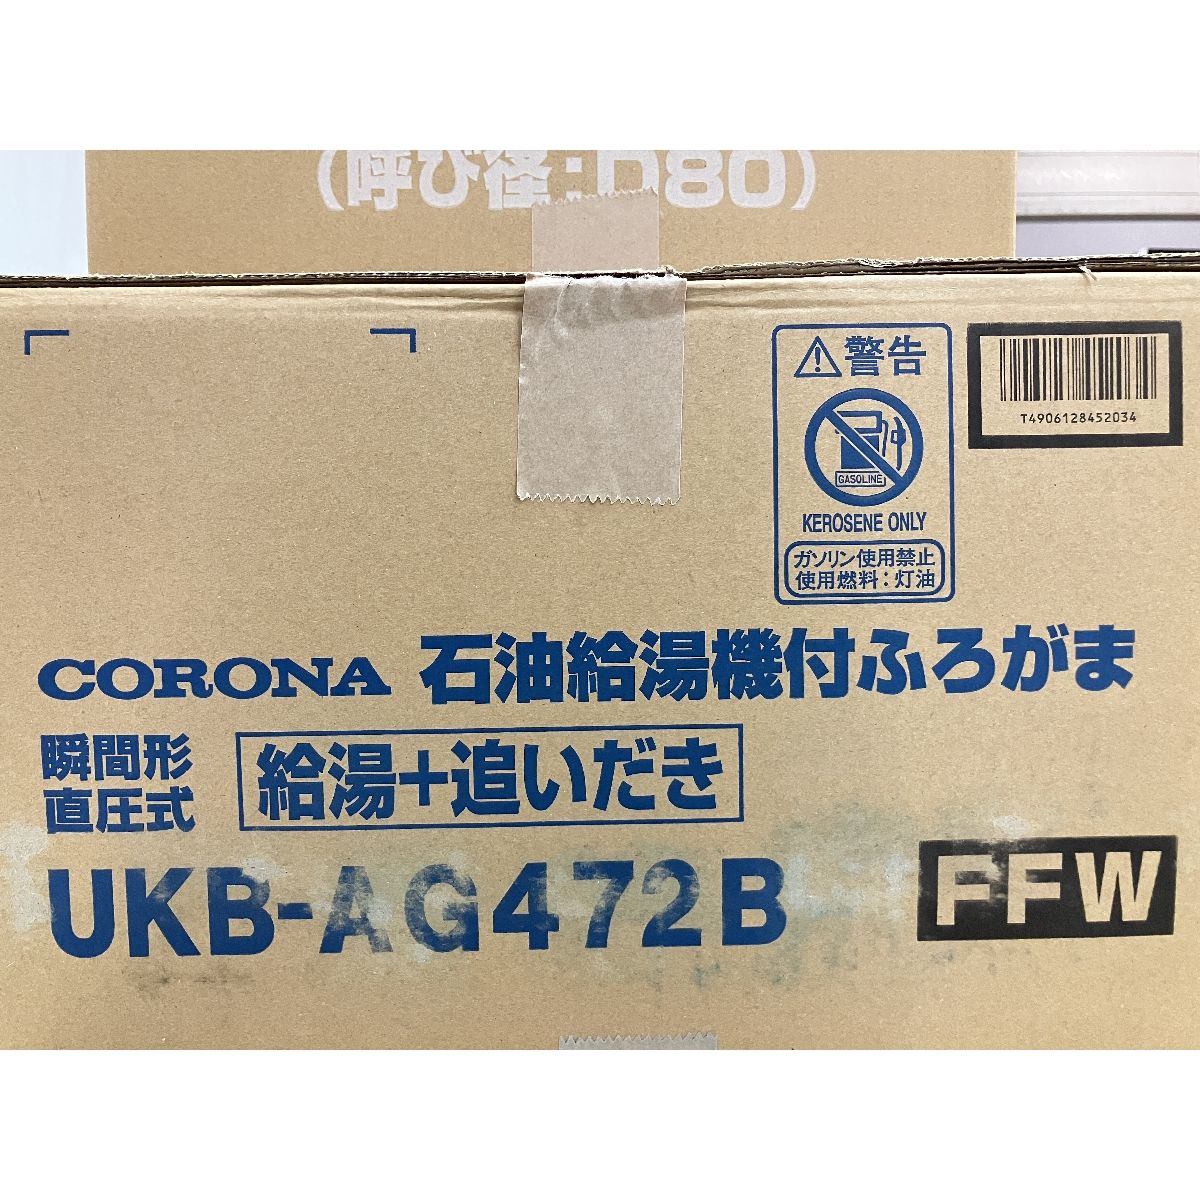 (呼び径:D80)
⚠警告
T4906128452034
GASOLINE
KEROSENE ONLY
ガソリン使用禁止
使用燃料:灯油
CORONA 石油給湯機付ふろがま
瞬間形
直圧式
給湯+追いだき
UKB-AG472B FFW